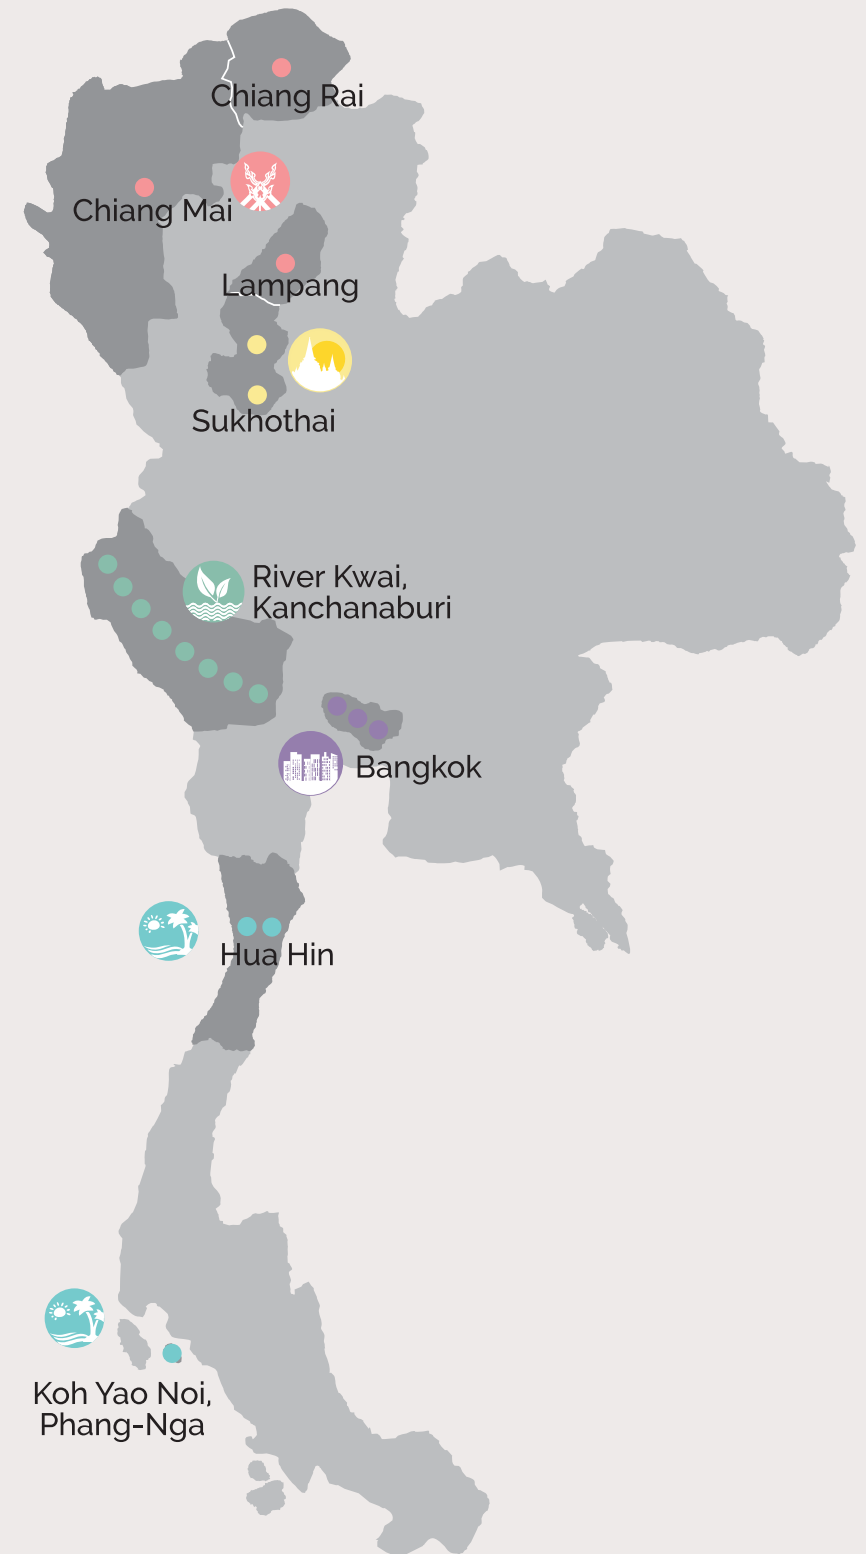 Chiang Rai
Chiang Mai
Lampang
Sukhothai
River Kwai,
Kanchanaburi
Bangkok
Hua Hin
Koh Yao Noi,
Phang-Nga